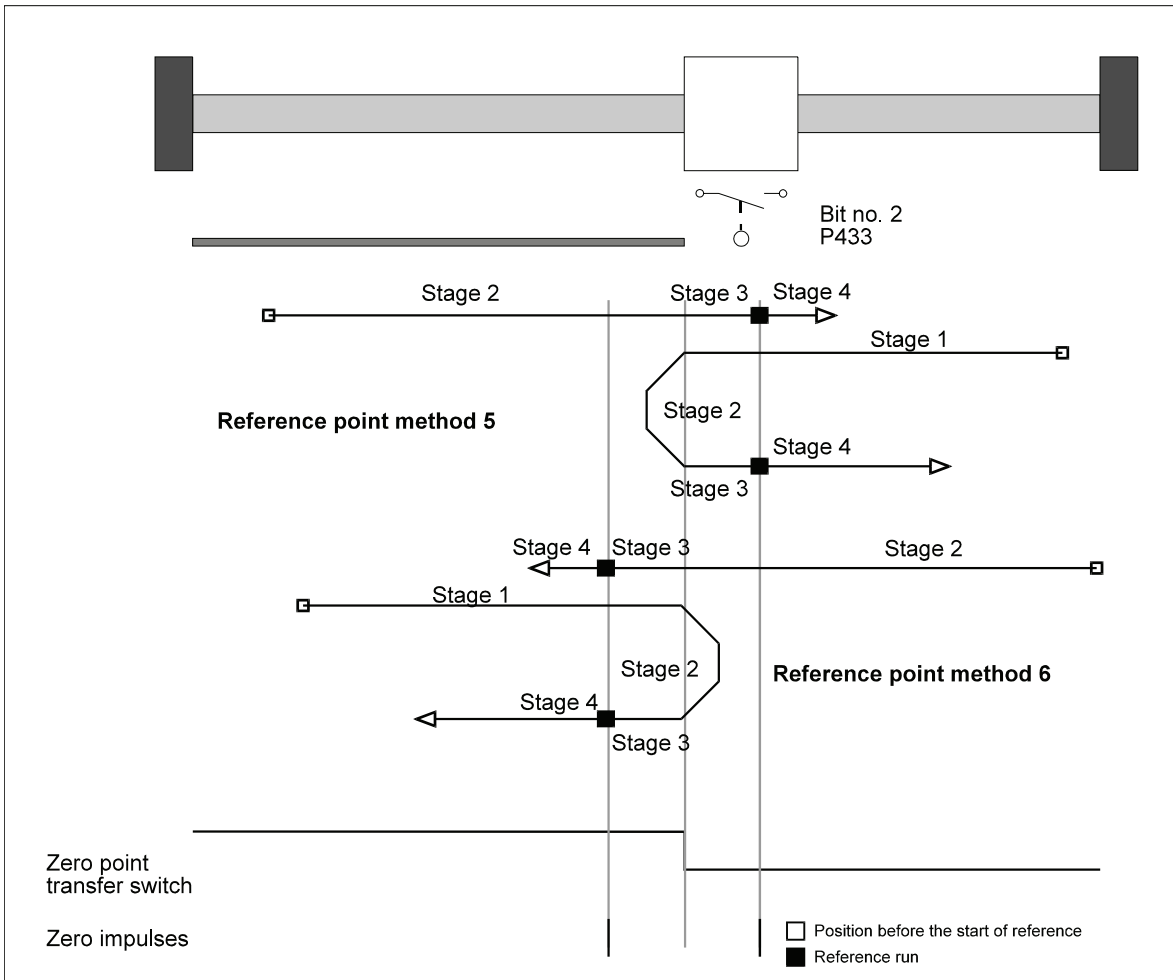 Bit no. 2
P433
Stage 2
Stage 3
Stage 4
Stage 1
Reference point method 5
Stage 2
Stage 4
Stage 3
Stage 4
Stage 3
Stage 2
Stage 1
Stage 2
Reference point method 6
Stage 4
Stage 3
Zero point
transfer switch
Zero impulses
Position before the start of reference
Reference run